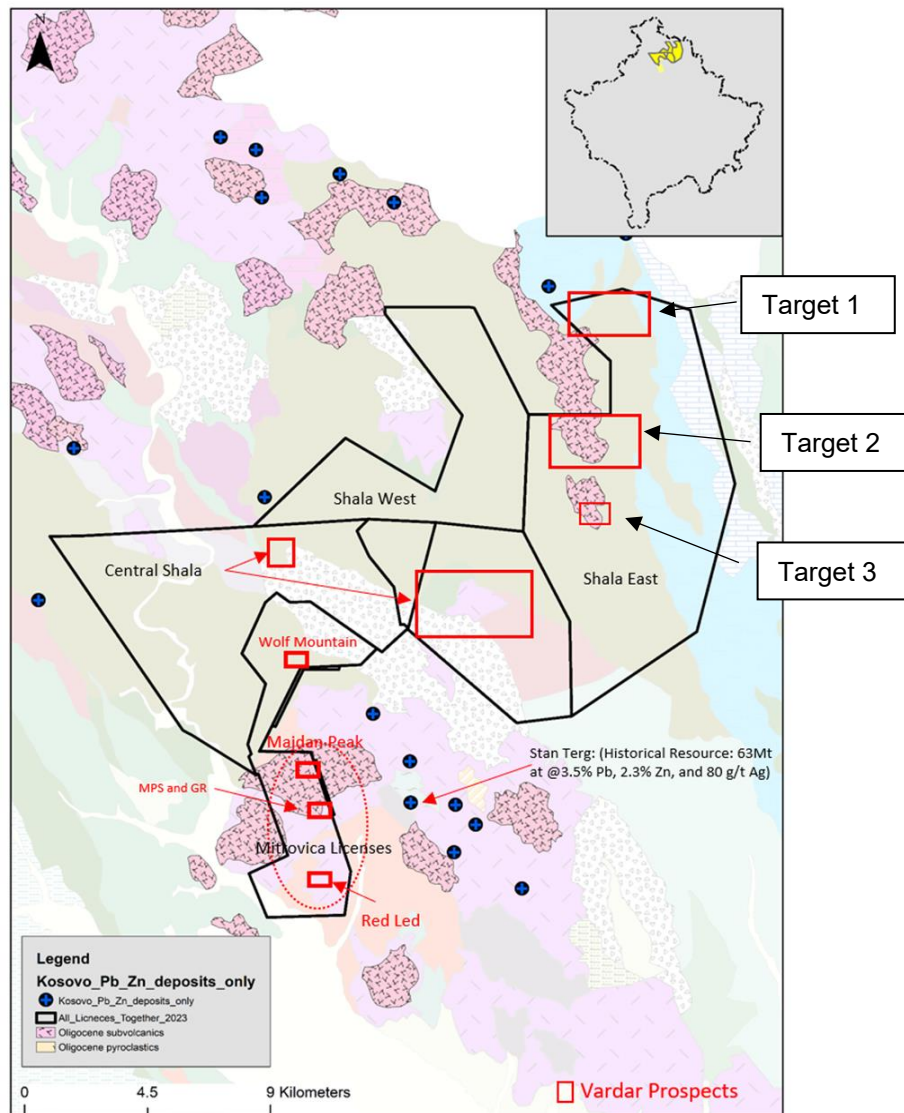 N
Target 1
Target 2
Shala West
Target 3
Central Shala
Shala East
Wolf Mountain
Majdan Peak
Stan Terg: (Historical Resource: 63Mt
at @3.5% Pb, 2.3% Zn, and 80 g/t Ag)
MPS and GR
Mitrovica Licenses
Red Led
Legend
Kosovo_Pb_Zn_deposits_only
Kosovo_Pb_Zn_deposits_only
All_Licneces_Together_2023
Oligocene subvolcanics
Oligocene pyroclastics
0 4.5 9 Kilometers
Vardar Prospects